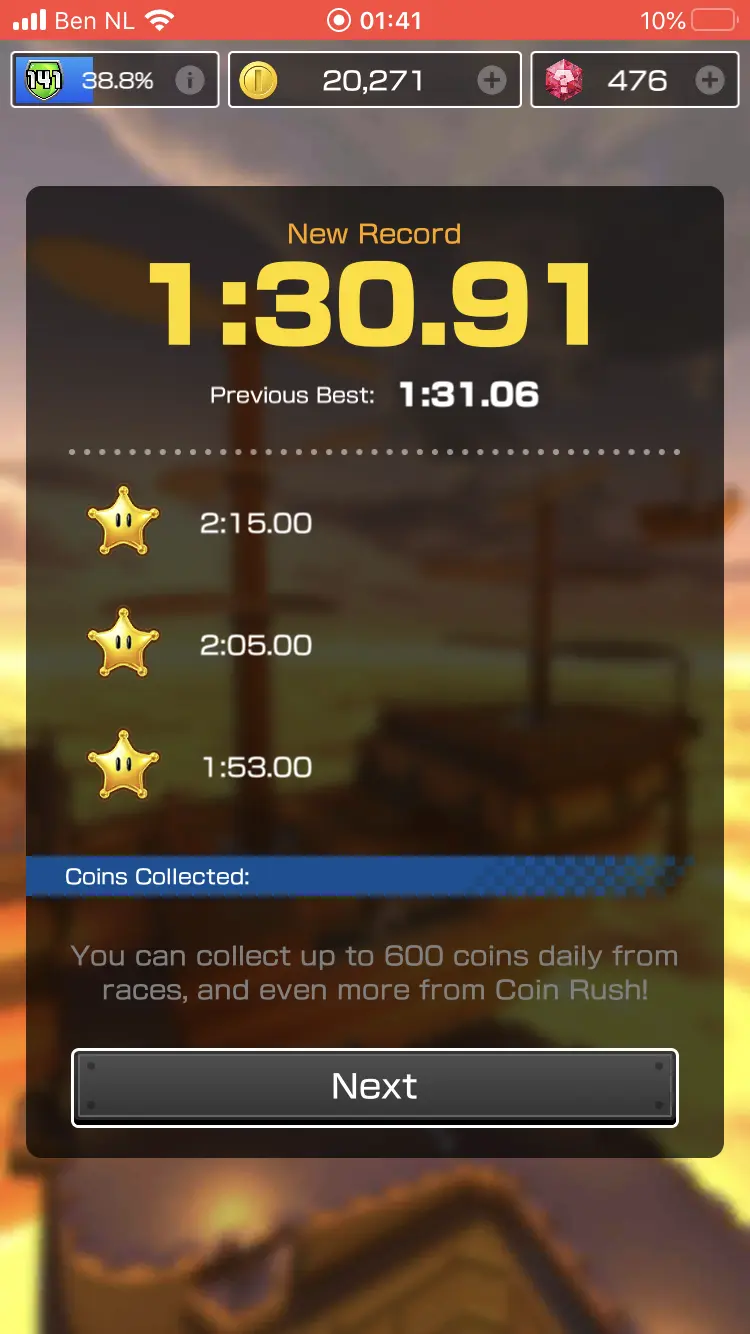 Ben NL 01:41 10%
141 38.8% i 20,271 + ? 476 +
New Record
1:30.91
Previous Best: 1:31.06
2:15.00
2:05.00
1:53.00
Coins Collected:
You can collect up to 600 coins daily from
races, and even more from Coin Rush!
Next